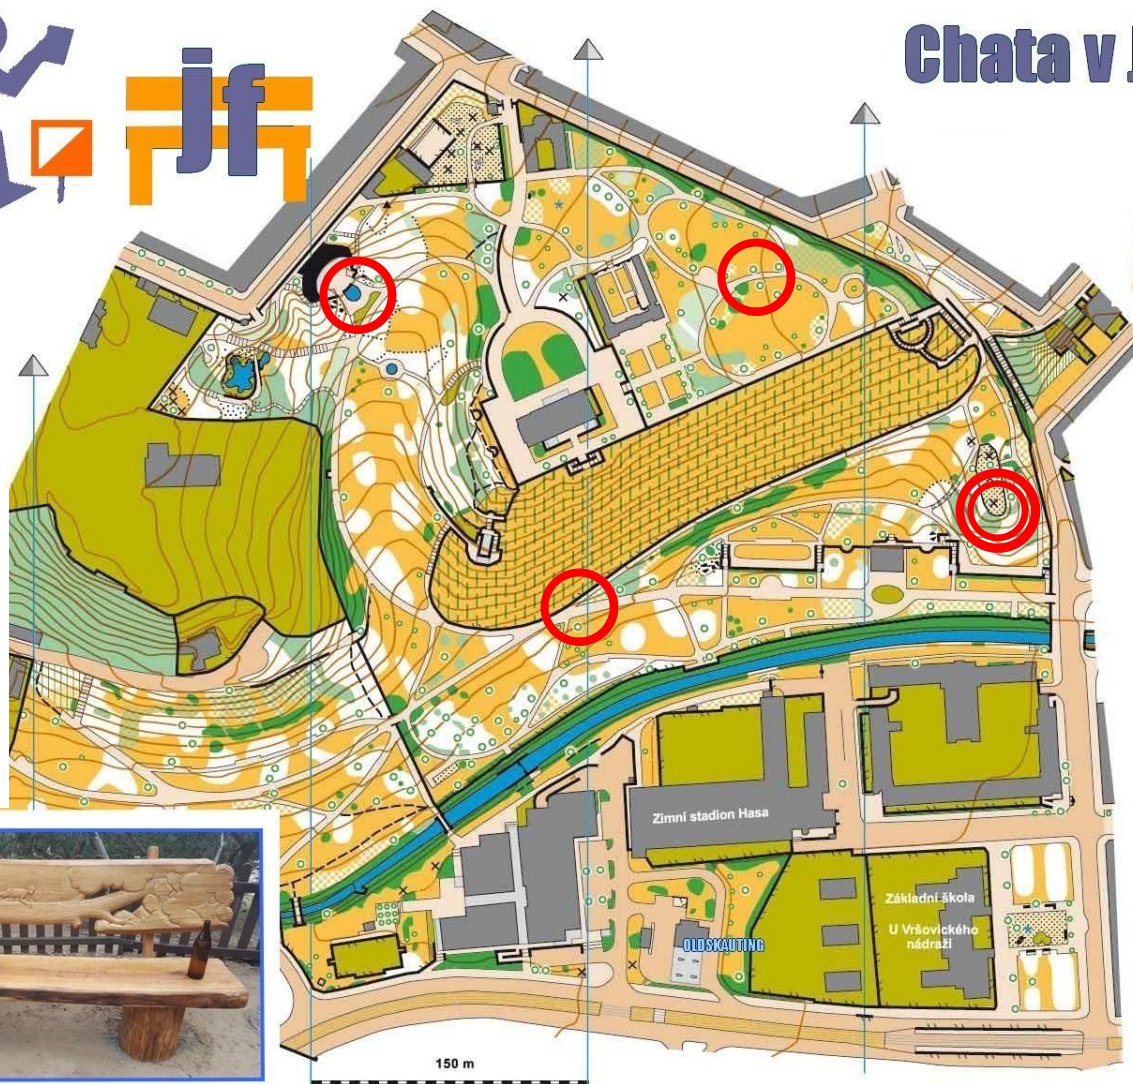 jf
Chata v J
Zimní stadion Hasa
Základní škola
U Vršovického
nádraží
OLDSKAUTING
150 m